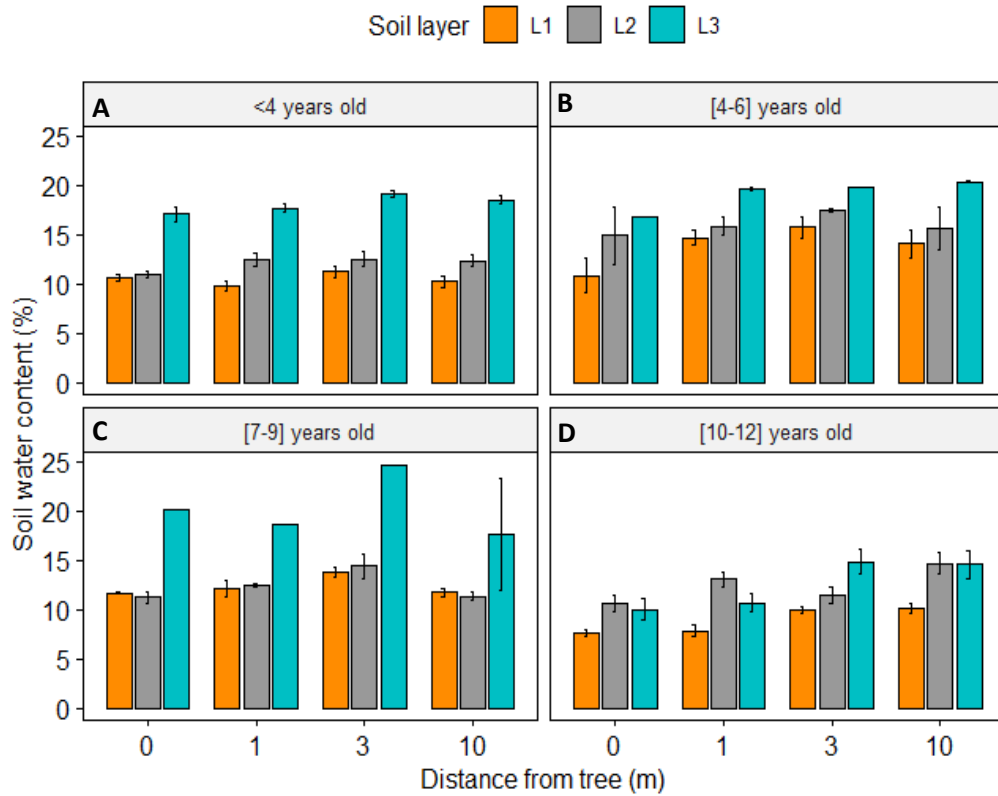 Soil layer L1 L2 L3
A <4 years old
B [4-6] years old
25
20
15
10
5
0
C [7-9] years old
D [10-12] years old
25
20
15
10
5
0
Soil water content (%)
0 1 3 10 0 1 3 10
Distance from tree (m)